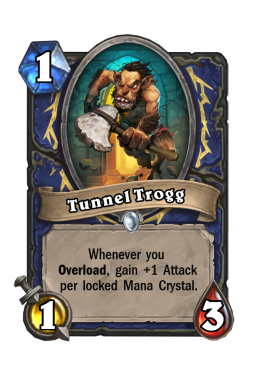 1
Tunnel Trogg
Whenever you
Overload, gain +1 Attack
per locked Mana Crystal.
1
3